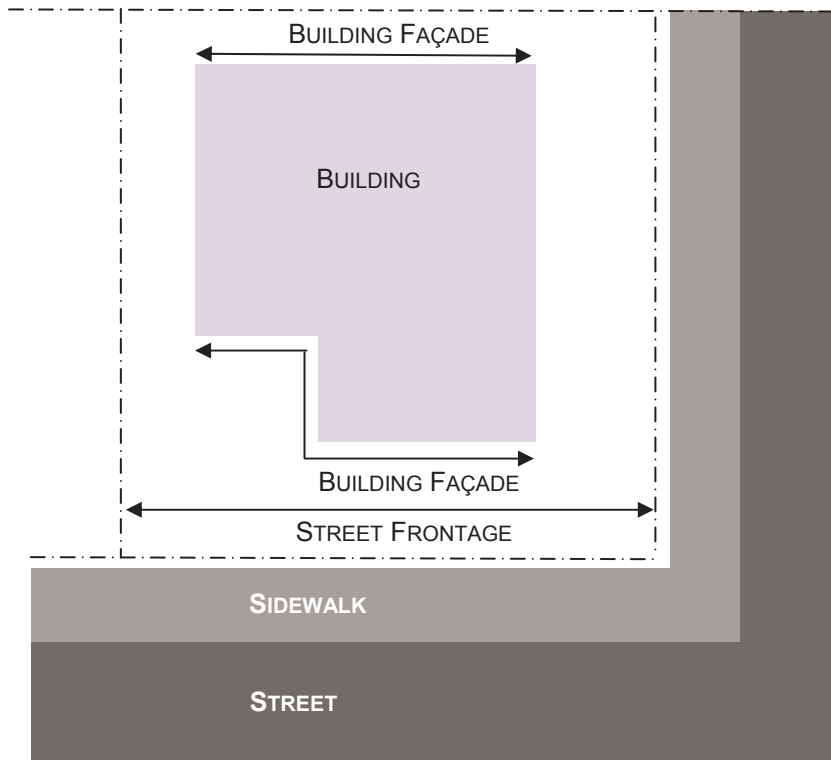 BUILDING FAÇADE
BUILDING
BUILDING FAÇADE
STREET FRONTAGE
SIDEWALK
STREET